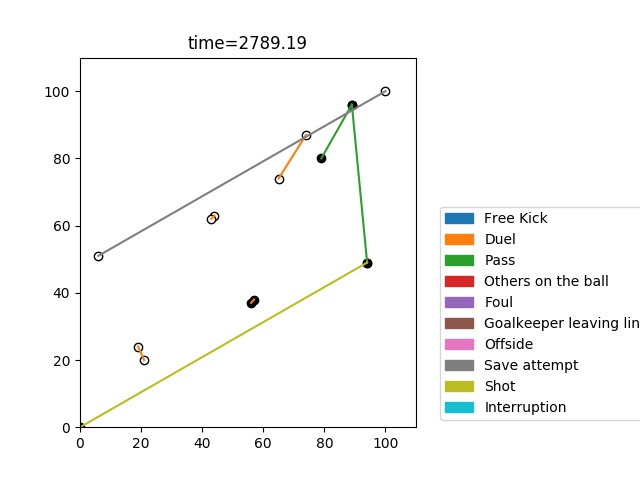 time=2789.19
100
80
60
40
20
0
0 20 40 60 80 100
Free Kick
Duel
Pass
Others on the ball
Foul
Goalkeeper leaving lin
Offside
Save attempt
Shot
Interruption